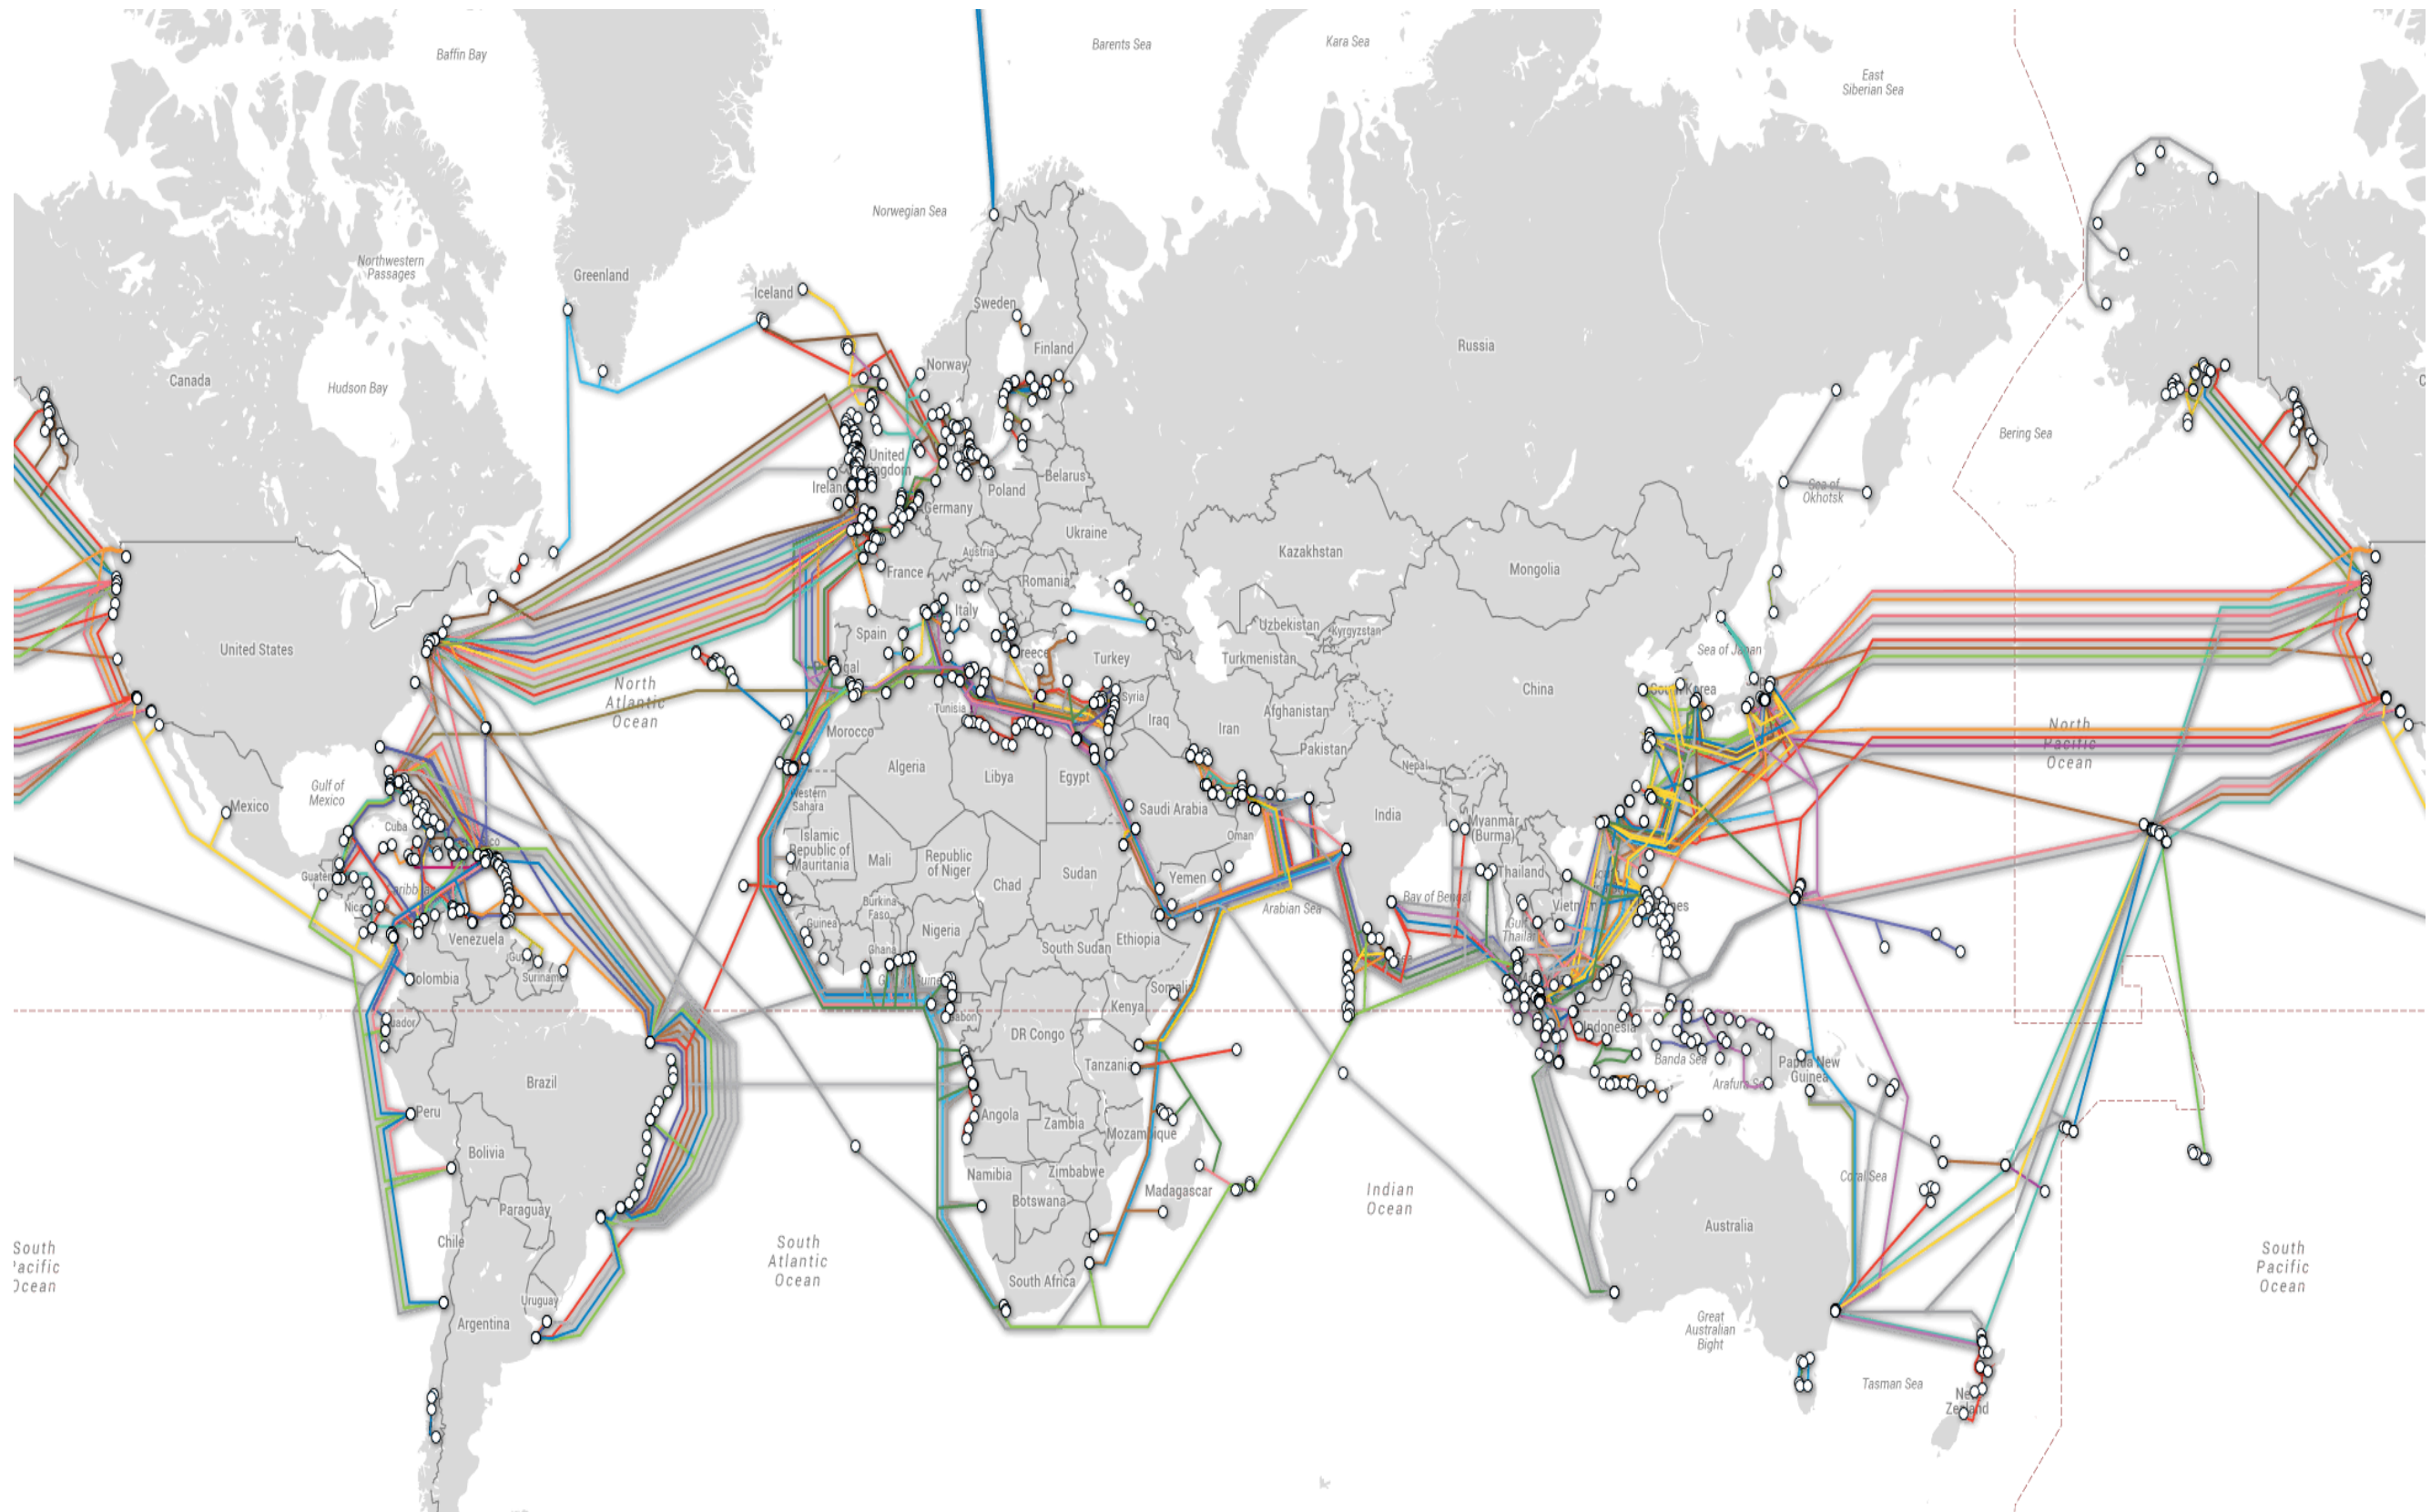 Baffin Bay
Barents Sea
Kara Sea
East
Siberian Sea
Norwegian Sea
Northwestern
Passages
Greenland
Iceland
Sweden
Finland
Norway
Russia
Canada
Hudson Bay
Bering Sea
United
Kingdom
Ireland
Belarus
Poland
Sea of
Okhotsk
Germany
Ukraine
Austria
Kazakhstan
France
Romania
Mongolia
Italy
Spain
Uzbekistan
Kyrgyzstan
United States
Turkey
Turkmenistan
Sea of Japan
Portugal
North
Atlantic
Ocean
China
South Korea
Syria
Tunisia
Iraq
Iran
Afghanistan
Morocco
Pakistan
North
Pacific
Ocean
Algeria
Libya
Egypt
Nepal
Gulf of
Mexico
Mexico
Western
Sahara
Saudi Arabia
India
Myanmar
(Burma)
Cuba
Islamic
Republic of
Mauritania
Oman
Mali
Republic
of Niger
Chad
Sudan
Yemen
Thailand
Burkina
Faso
Arabian Sea
Bay of Bengal
Guinea
Nigeria
Ethiopia
Venezuela
Ghana
South Sudan
Gulf
Suriname
Colombia
Kenya
DR Congo
Indonesia
Banda Sea
Papua New
Guinea
Brazil
Tanzania
Peru
Angola
Zambia
Mozambique
Bolivia
Namibia
Zimbabwe
Botswana
Madagascar
Coral Sea
Indian
Ocean
Paraguay
Australia
Chile
South
Pacific
Ocean
South
Atlantic
Ocean
South
Pacific
Ocean
South Africa
Uruguay
Argentina
Great
Australian
Bight
Tasman Sea
New
Zealand